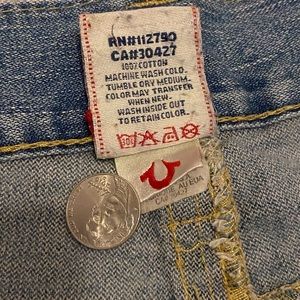 RN#112790
CA#30427
100% COTTON
MACHINE WASH COLD.
TUMBLE DRY MEDIUM.
COLOR MAY TRANSFER
WHEN NEW.
WASH INSIDE OUT
TO RETAIN COLOR.